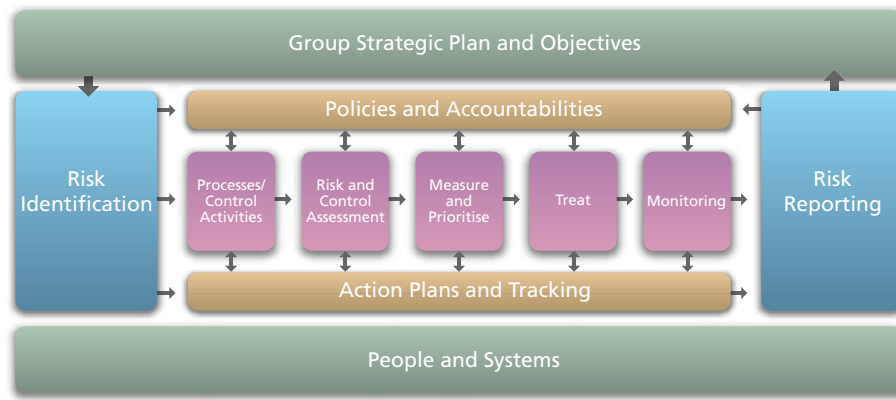 Group Strategic Plan and Objectives
Policies and Accountabilities
Risk
Identification
Processes/
Control
Activities
Risk and
Control
Assessment
Measure
and
Prioritise
Treat
Monitoring
Risk
Reporting
Action Plans and Tracking
People and Systems